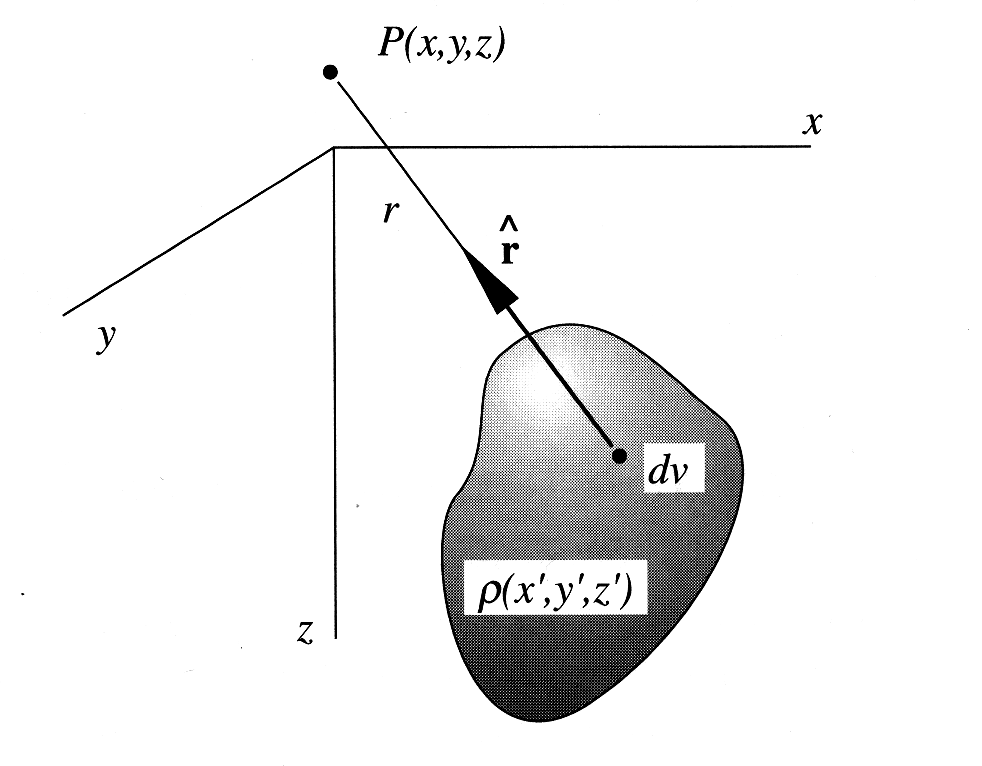 P(x,y,z)
x
r
r̂
y
dv
ρ(x',y',z')
z